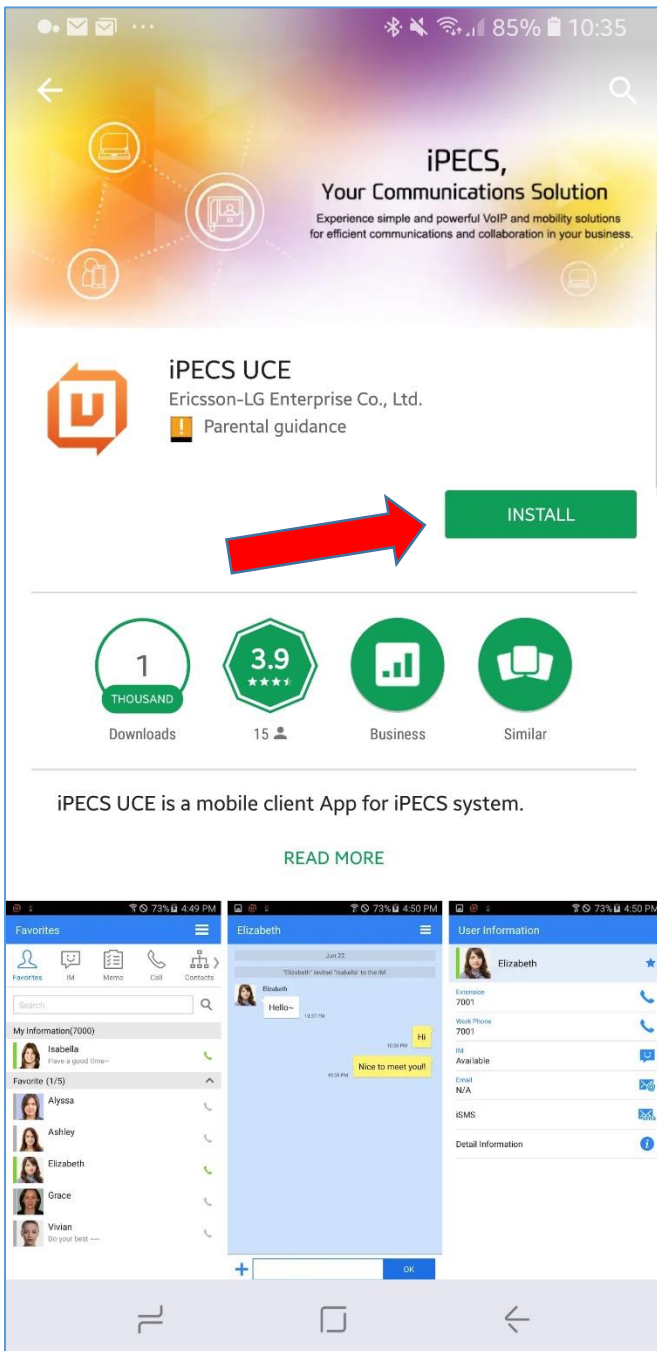 85% 10:35
iPECS,
Your Communications Solution
Experience simple and powerful VoIP and mobility solutions
for efficient communications and collaboration in your business.
iPECS UCE
Ericsson-LG Enterprise Co., Ltd.
Parental guidance
INSTALL
1
THOUSAND
Downloads
3.9
15
Business
Similar
iPECS UCE is a mobile client App for iPECS system.
READ MORE
73% 4:49 PM
Favorites
Favorites IM Memo Call Contacts
Search
My Information(7000)
Isabella
Have a good time~
Favorite (1/5)
Alyssa
Ashley
Elizabeth
Grace
Vivian
Do your best ~~
73% 4:50 PM
Elizabeth
Jun 22
"Elizabeth" invited "Isabella" to the IM.
Elizabeth
Hello~
Hi
Nice to meet you!!
OK
73% 4:50 PM
User Information
Elizabeth
Extension
7001
Work Phone
7001
IM
Available
Email
N/A
iSMS
Detail Information